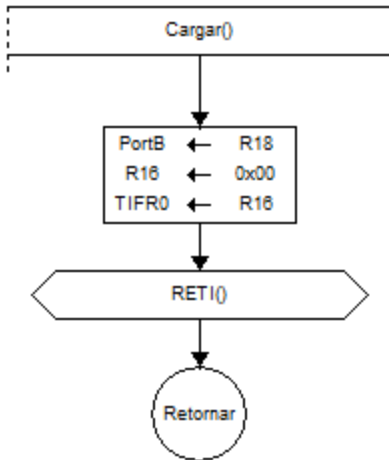 Cargar()
PortB ← R18
R16 ← 0x00
TIFR0 ← R16
RETI()
Retornar